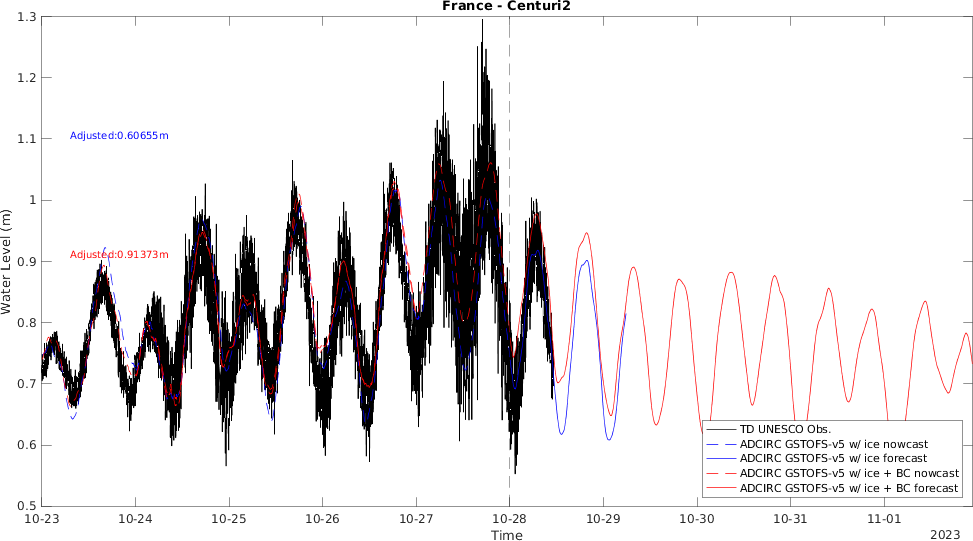 France - Centuri2
1.3
1.2
1.1
1
0.9
0.8
0.7
0.6
0.5
Water Level (m)
Adjusted:0.60655m
Adjusted:0.91373m
TD UNESCO Obs.
ADCIRC GSTOFS-v5 w/ ice nowcast
ADCIRC GSTOFS-v5 w/ ice forecast
ADCIRC GSTOFS-v5 w/ ice + BC nowcast
ADCIRC GSTOFS-v5 w/ ice + BC forecast
10-23 10-24 10-25 10-26 10-27 10-28 10-29 10-30 10-31 11-01
Time
2023